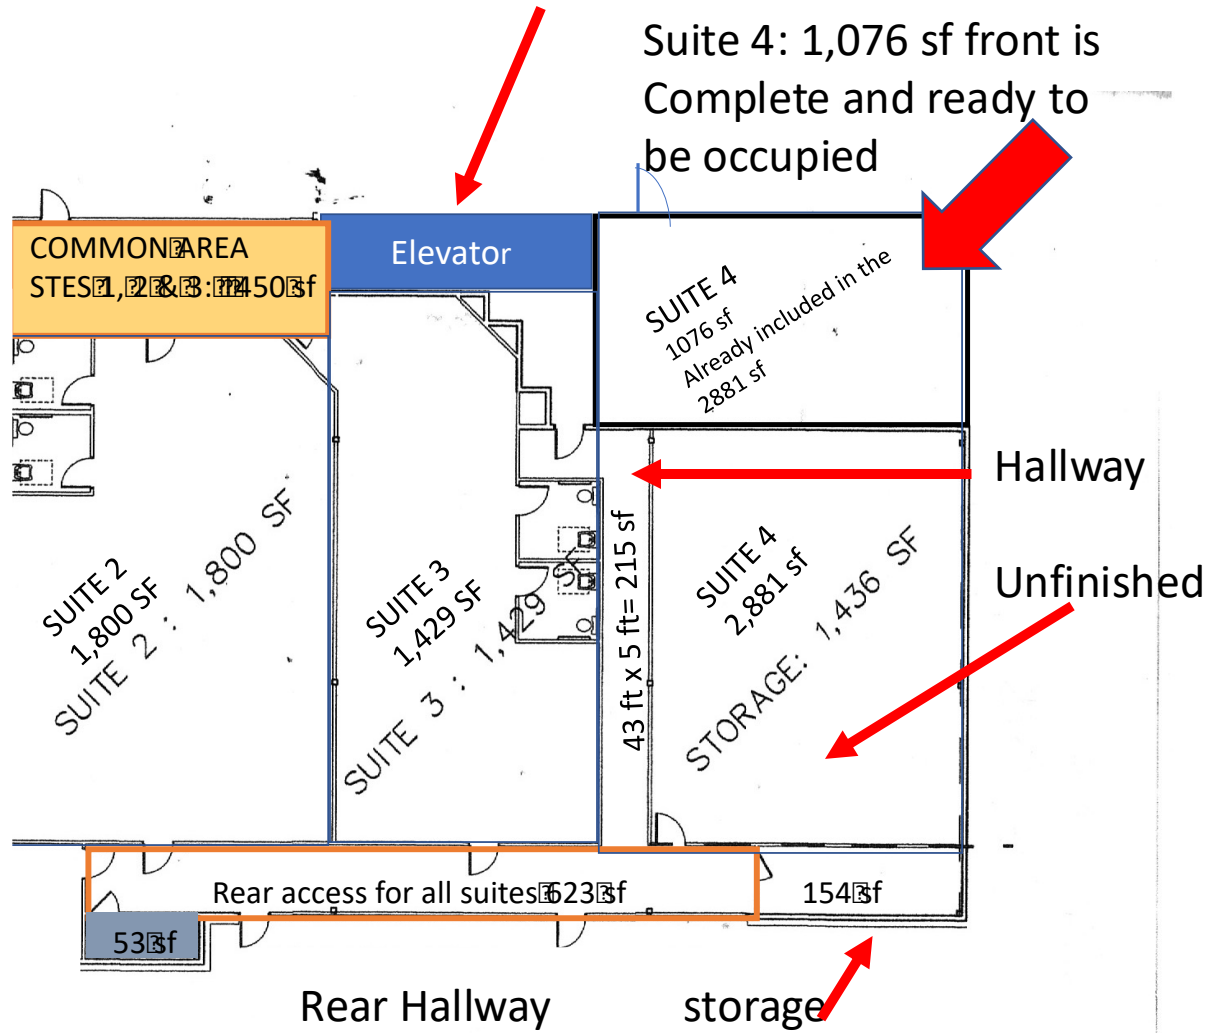 Suite 4: 1,076 sf front is
Complete and ready to
be occupied
COMMON AREA
STES 1, 2 & 3: 450 sf
Elevator
SUITE 4
1076 sf
Already included in the
2881 sf
Hallway
Unfinished
SUITE 2
1,800 SF
SUITE 2 : 1,800 SF
SUITE 3
1,429 SF
SUITE 3 : 1,429 SF
43 ft x 5 ft= 215 sf
SUITE 4
2,881 sf
STORAGE: 1,436 SF
Rear access for all suites 623 sf
154 sf
53 sf
Rear Hallway
storage